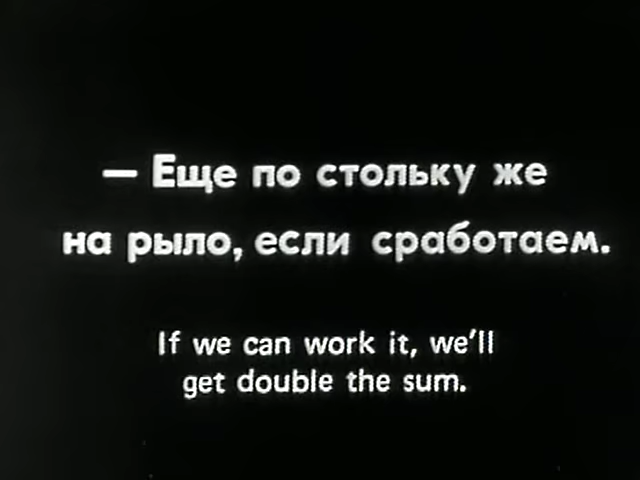 — Еще по стольку же
на рыло, если сработаем.
If we can work it, we'll
get double the sum.